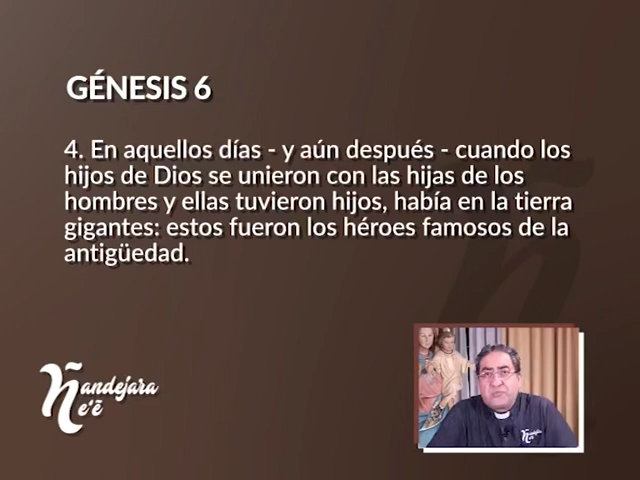 GÉNESIS 6
4. En aquellos días - y aún después - cuando los
hijos de Dios se unieron con las hijas de los
hombres y ellas tuvieron hijos, había en la tierra
gigantes: estos fueron los héroes famosos de la
antigüedad.
Ñandejara
Ñe'ẽ